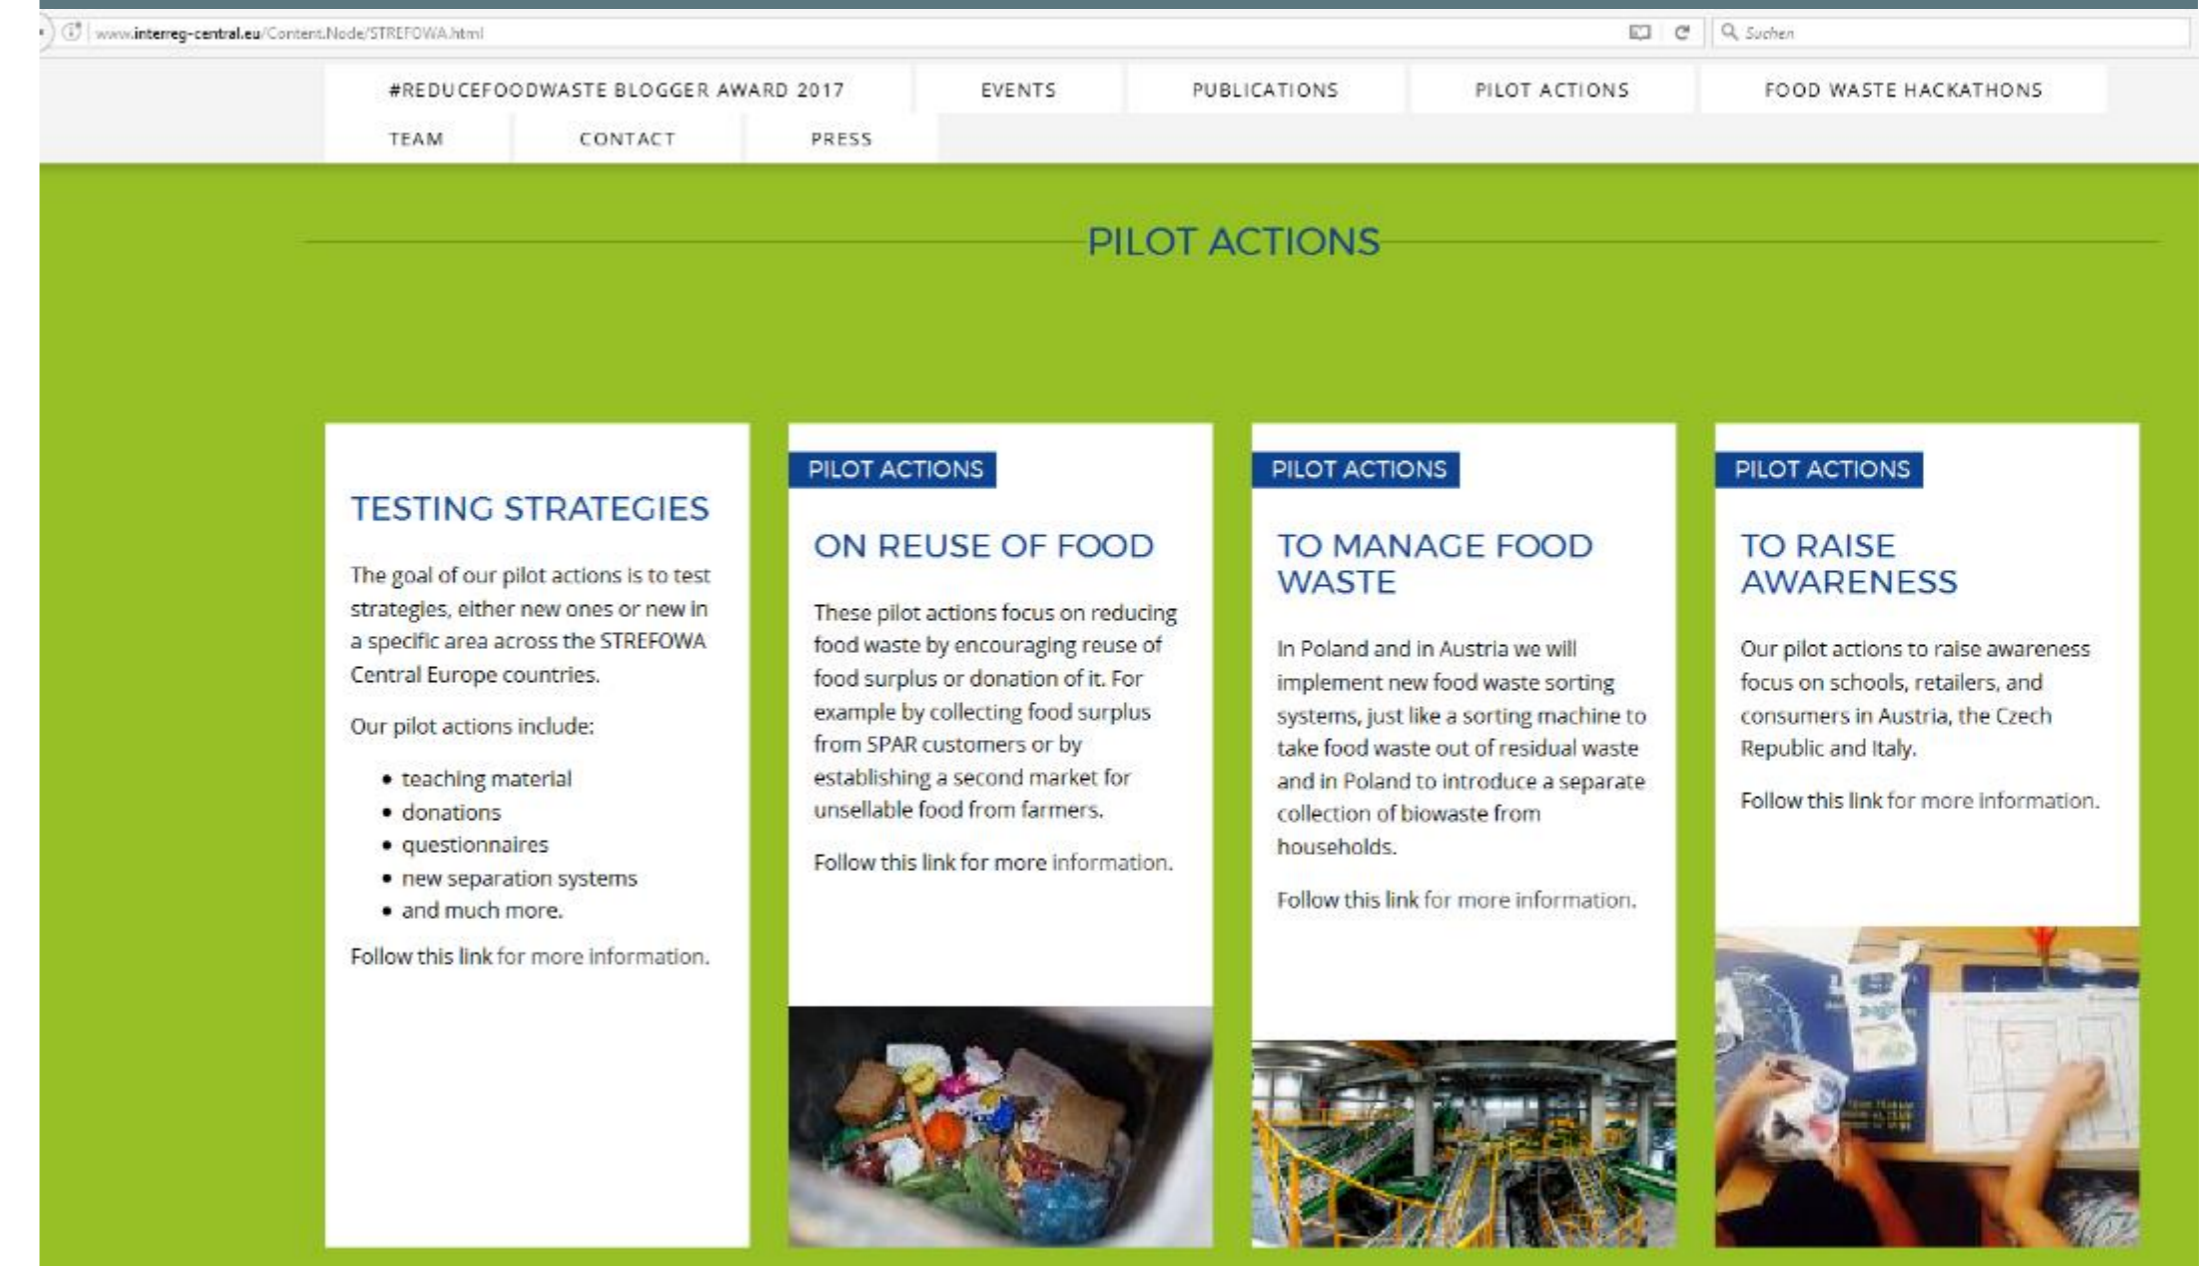 www.interreg-central.eu/Content.Node/STREFOWA.html
Suchen
#REDUCEFOODWASTE BLOGGER AWARD 2017
EVENTS
PUBLICATIONS
PILOT ACTIONS
FOOD WASTE HACKATHONS
TEAM
CONTACT
PRESS
PILOT ACTIONS
TESTING STRATEGIES
The goal of our pilot actions is to test
strategies, either new ones or new in
a specific area across the STREFOWA
Central Europe countries.
Our pilot actions include:
• teaching material
• donations
• questionnaires
• new separation systems
• and much more.
Follow this link for more information.
PILOT ACTIONS
ON REUSE OF FOOD
These pilot actions focus on reducing
food waste by encouraging reuse of
food surplus or donation of it. For
example by collecting food surplus
from SPAR customers or by
establishing a second market for
unsellable food from farmers.
Follow this link for more information.
PILOT ACTIONS
TO MANAGE FOOD
WASTE
In Poland and in Austria we will
implement new food waste sorting
systems, just like a sorting machine to
take food waste out of residual waste
and in Poland to introduce a separate
collection of biowaste from
households.
Follow this link for more information.
PILOT ACTIONS
TO RAISE
AWARENESS
Our pilot actions to raise awareness
focus on schools, retailers, and
consumers in Austria, the Czech
Republic and Italy.
Follow this link for more information.